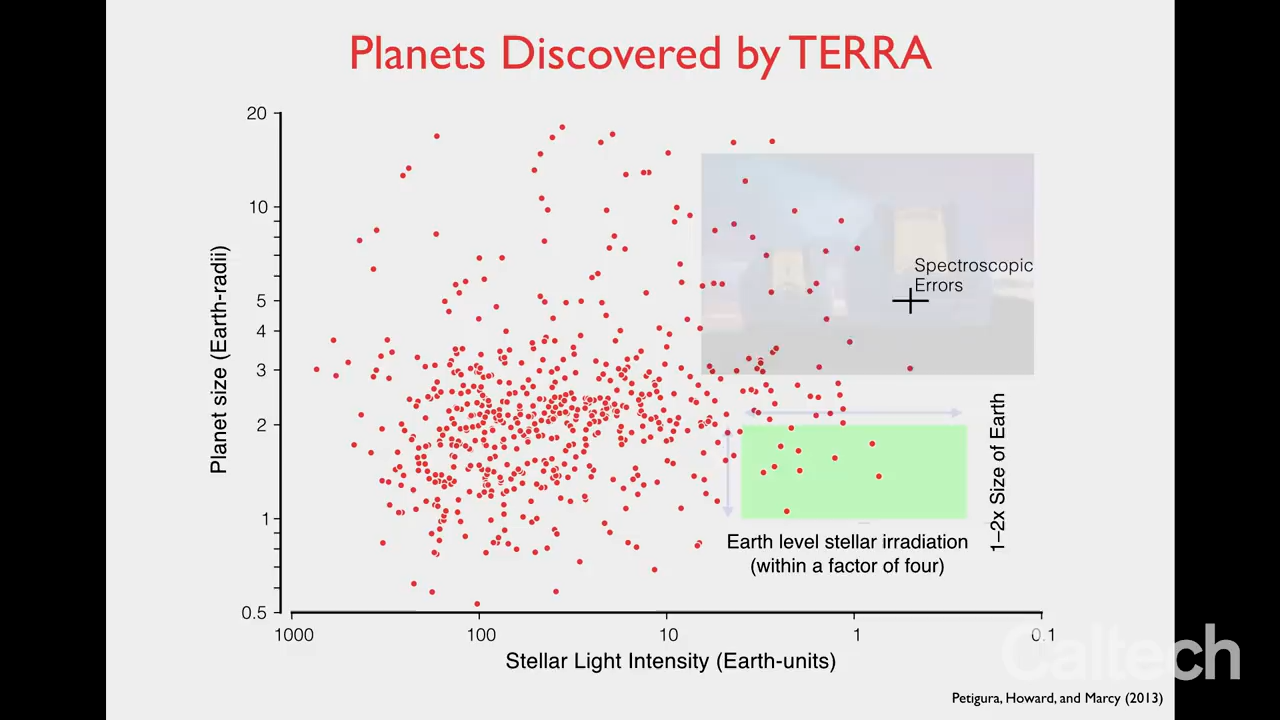 Planets Discovered by TERRA
20
10
5
4
3
2
1
0.5
Planet size (Earth-radii)
Spectroscopic
Errors
1–2x Size of Earth
Earth level stellar irradiation
(within a factor of four)
1000
100
10
1
0.1
Stellar Light Intensity (Earth-units)
Caltech
Petigura, Howard, and Marcy (2013)